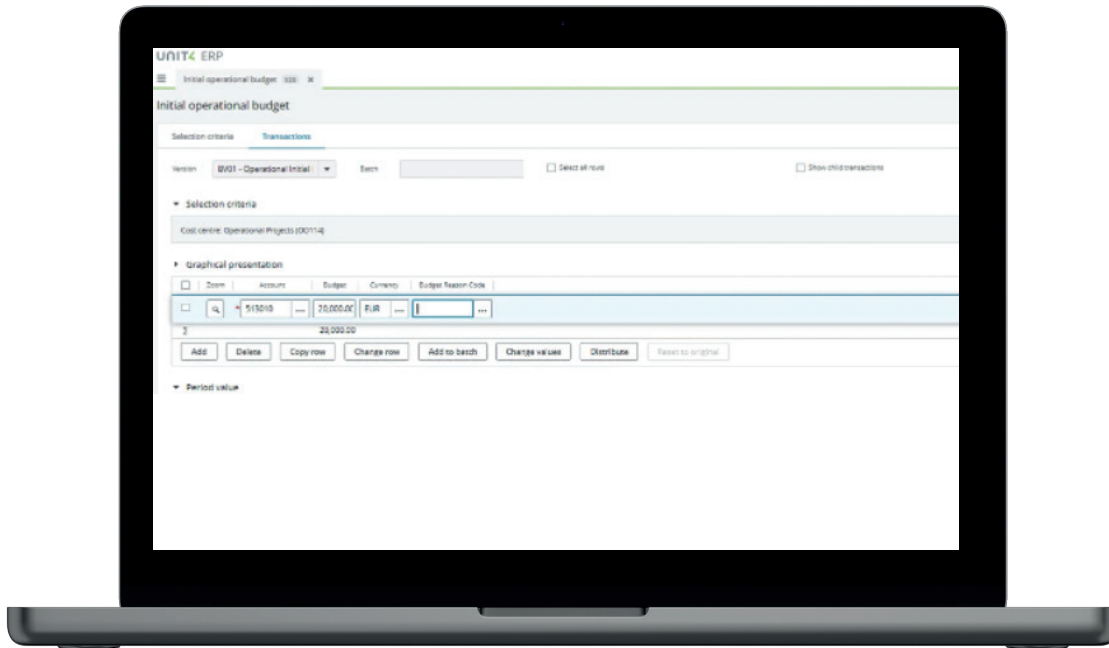 UNIT4 ERP
Initial operational budget
Initial operational budget
Selection criteria Transactions
Version BV01 - Operational Initial Batch Select all rows Show child transactions
Selection criteria
Cost centre: Operational Projects
Graphical presentation
Zoom Account Budget Currency Budget Reason Code
* 513010 ... 20,000.00 EUR ... ...
20,000.00
Add Delete Copy row Change row Add to batch Change values Distribute Reset to original
Period value